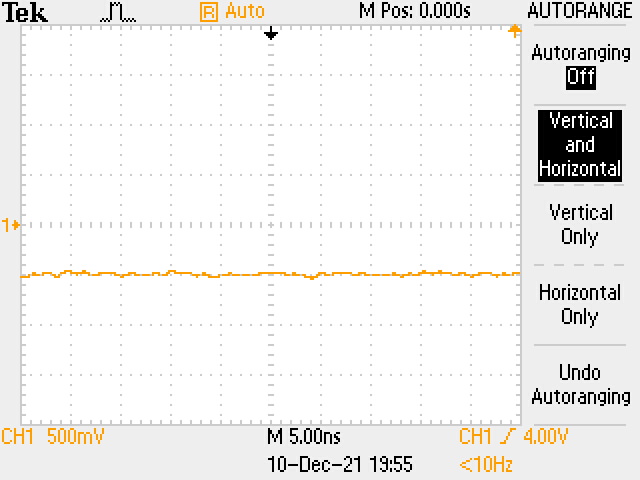 Tek R Auto M Pos: 0.000s AUTORANGE
Autoranging
Off
Vertical
and
Horizontal
1
Vertical
Only
Horizontal
Only
Undo
Autoranging
CH1 500mV M 5.00ns CH1 4.00V
10-Dec-21 19:55 <10Hz